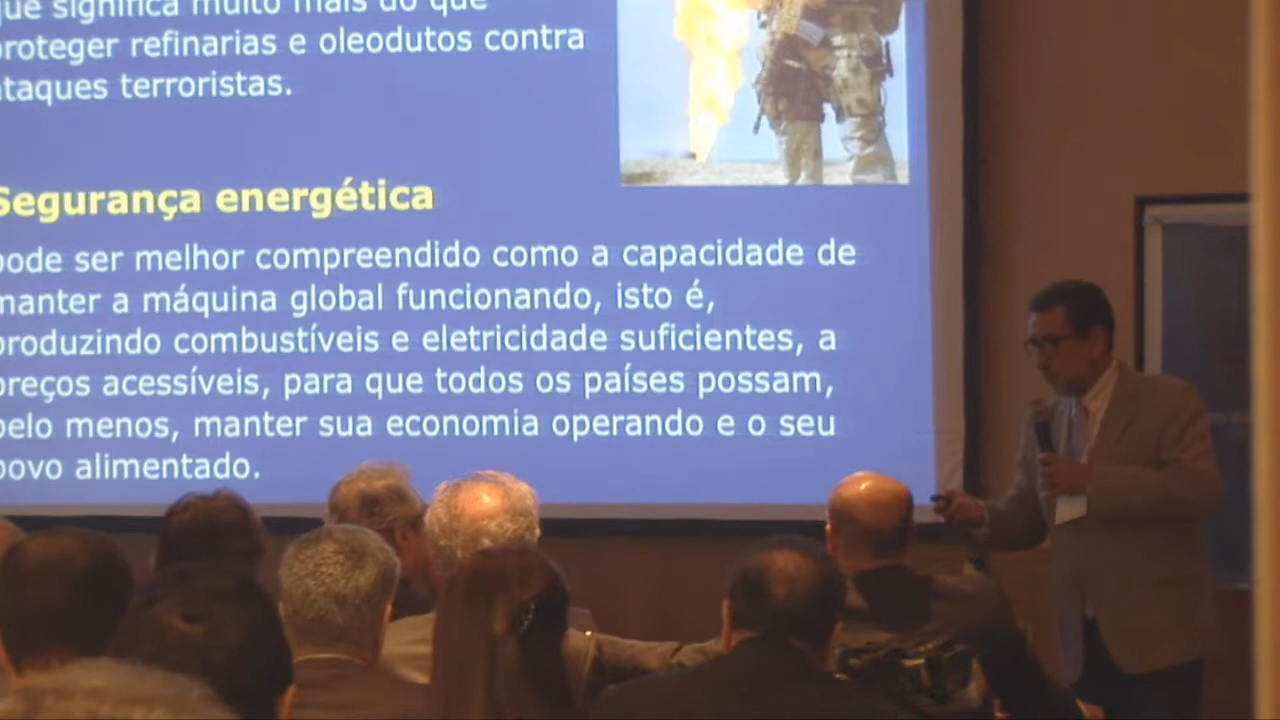 que significa muito mais do que
proteger refinarias e oleodutos contra
ataques terroristas.
Segurança energética
pode ser melhor compreendido como a capacidade de
manter a máquina global funcionando, isto é,
produzindo combustíveis e eletricidade suficientes, a
preços acessíveis, para que todos os países possam,
pelo menos, manter sua economia operando e o seu
povo alimentado.